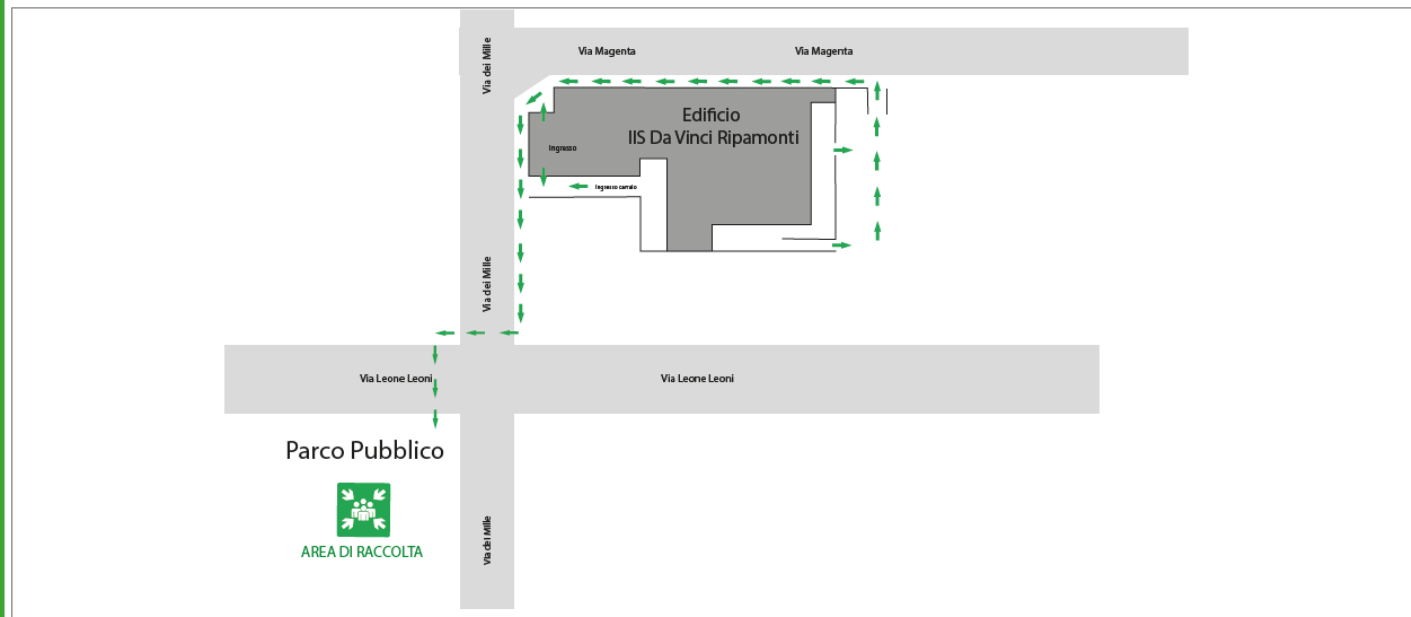 Via dei Mille
Via Magenta
Via Magenta
Edificio
IIS Da Vinci Ripamonti
Ingresso
Ingresso carraio
Via dei Mille
Via Leone Leoni
Via Leone Leoni
Parco Pubblico
AREA DI RACCOLTA
Via dei Mille